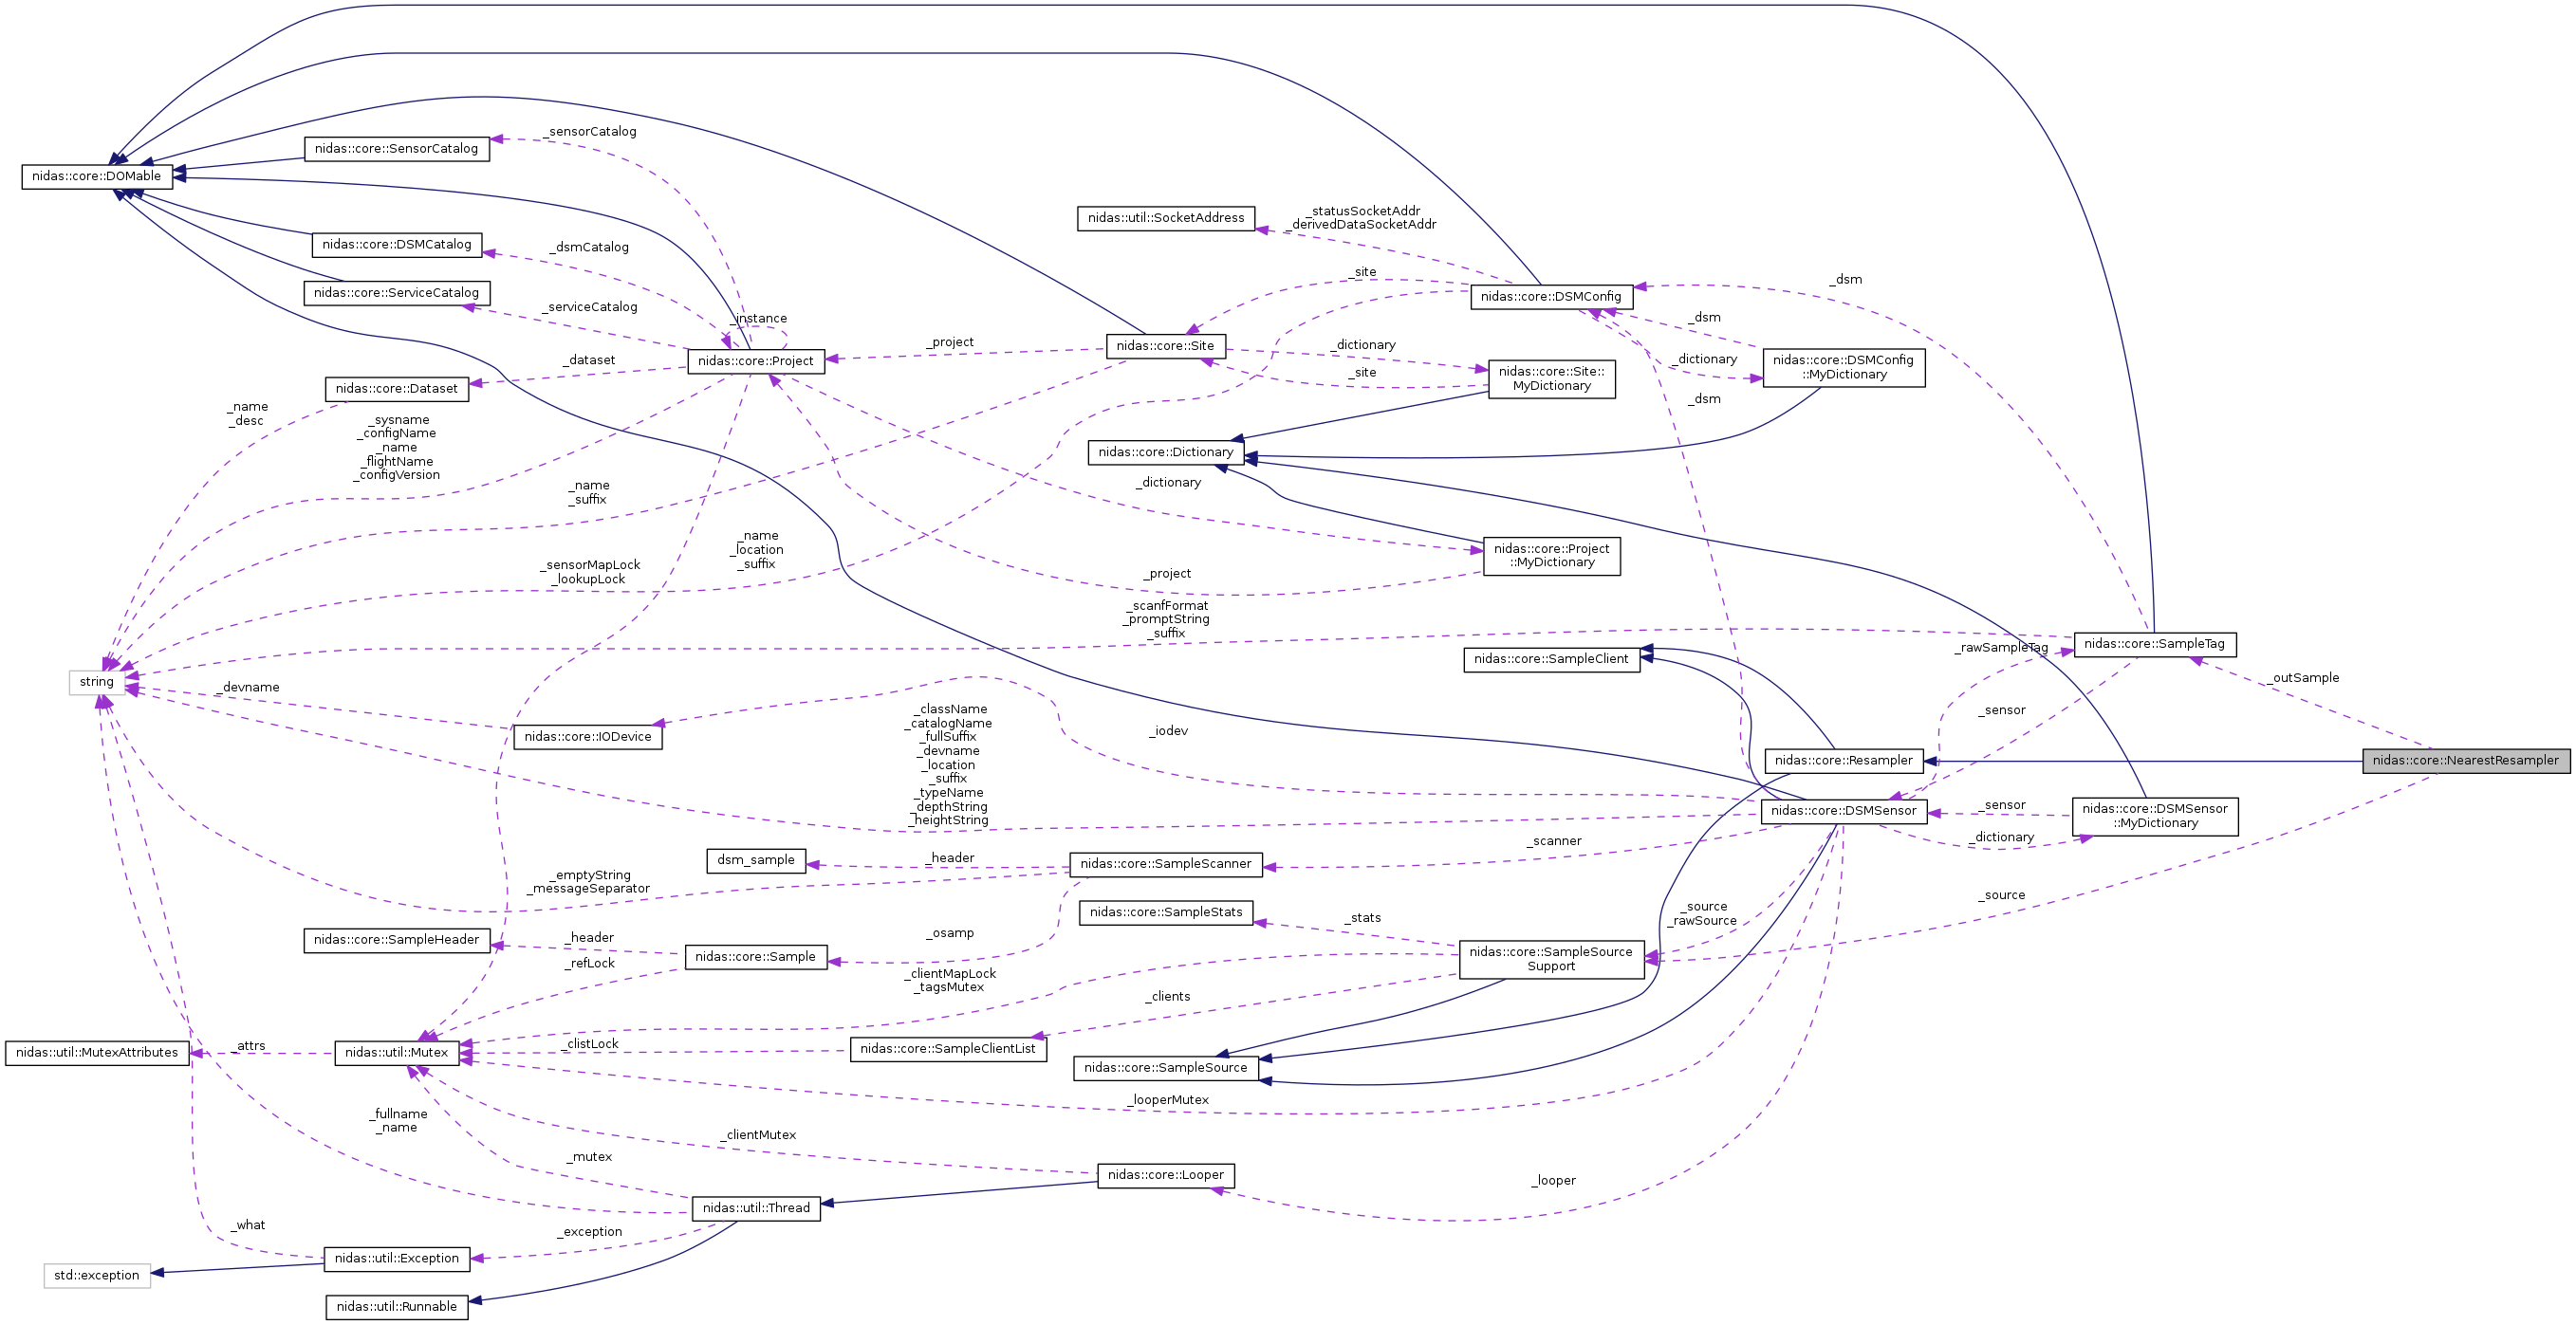 _sensorCatalog
nidas::core::SensorCatalog
nidas::core::DOMable
nidas::util::SocketAddress
_statusSocketAddr
_derivedDataSocketAddr
nidas::core::DSMCatalog
_dsmCatalog
_site
_dsm
nidas::core::ServiceCatalog
_serviceCatalog
nidas::core::DSMConfig
_instance
_dsm
nidas::core::Project
_project
nidas::core::Site
_dictionary
_dictionary
nidas::core::DSMConfig
::MyDictionary
_dataset
nidas::core::Dataset
_site
nidas::core::Site::
MyDictionary
_dsm
_name
_desc
_sysname
_configName
_name
_flightName
_configVersion
nidas::core::Dictionary
_dictionary
_name
_suffix
_name
_location
_suffix
nidas::core::Project
::MyDictionary
_sensorMapLock
_lookupLock
_project
_scanfFormat
_promptString
_suffix
nidas::core::SampleTag
_rawSampleTag
nidas::core::SampleClient
string
_devname
_outSample
nidas::core::IODevice
_className
_catalogName
_fullSuffix
_devname
_location
_suffix
_typeName
_depthString
_heightString
_iodev
_sensor
nidas::core::Resampler
nidas::core::NearestResampler
nidas::core::DSMSensor
_sensor
_dictionary
nidas::core::DSMSensor
::MyDictionary
_scanner
dsm_sample
_header
nidas::core::SampleScanner
_emptyString
_messageSeparator
_source
_source
_rawSource
nidas::core::SampleStats
_stats
nidas::core::SampleHeader
_header
nidas::core::Sample
_osamp
nidas::core::SampleSource
Support
_refLock
_clientMapLock
_tagsMutex
_clients
nidas::util::MutexAttributes
_attrs
nidas::util::Mutex
_clistLock
nidas::core::SampleClientList
nidas::core::SampleSource
_looperMutex
_fullname
_name
_clientMutex
_mutex
nidas::core::Looper
_looper
nidas::util::Thread
_what
_exception
nidas::util::Exception
std::exception
nidas::util::Runnable